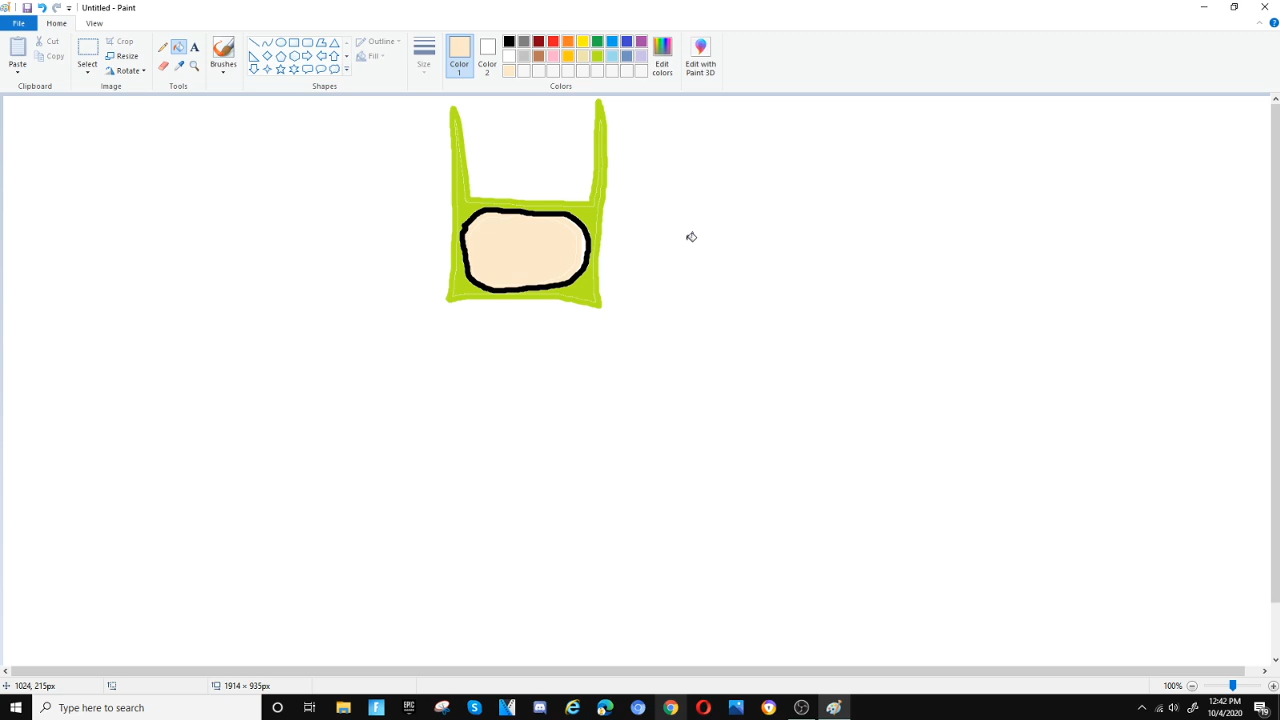 Untitled - Paint
File Home View
Paste
Cut
Copy
Clipboard
Select
Crop
Resize
Rotate
Image
A
Tools
Brushes
Shapes
Outline
Fill
Size
Color 1
Color 2
Edit colors
Colors
Edit with Paint 3D
1024, 215px
1914 × 935px
100%
Type here to search
EPIC
12:42 PM
10/4/2020
19